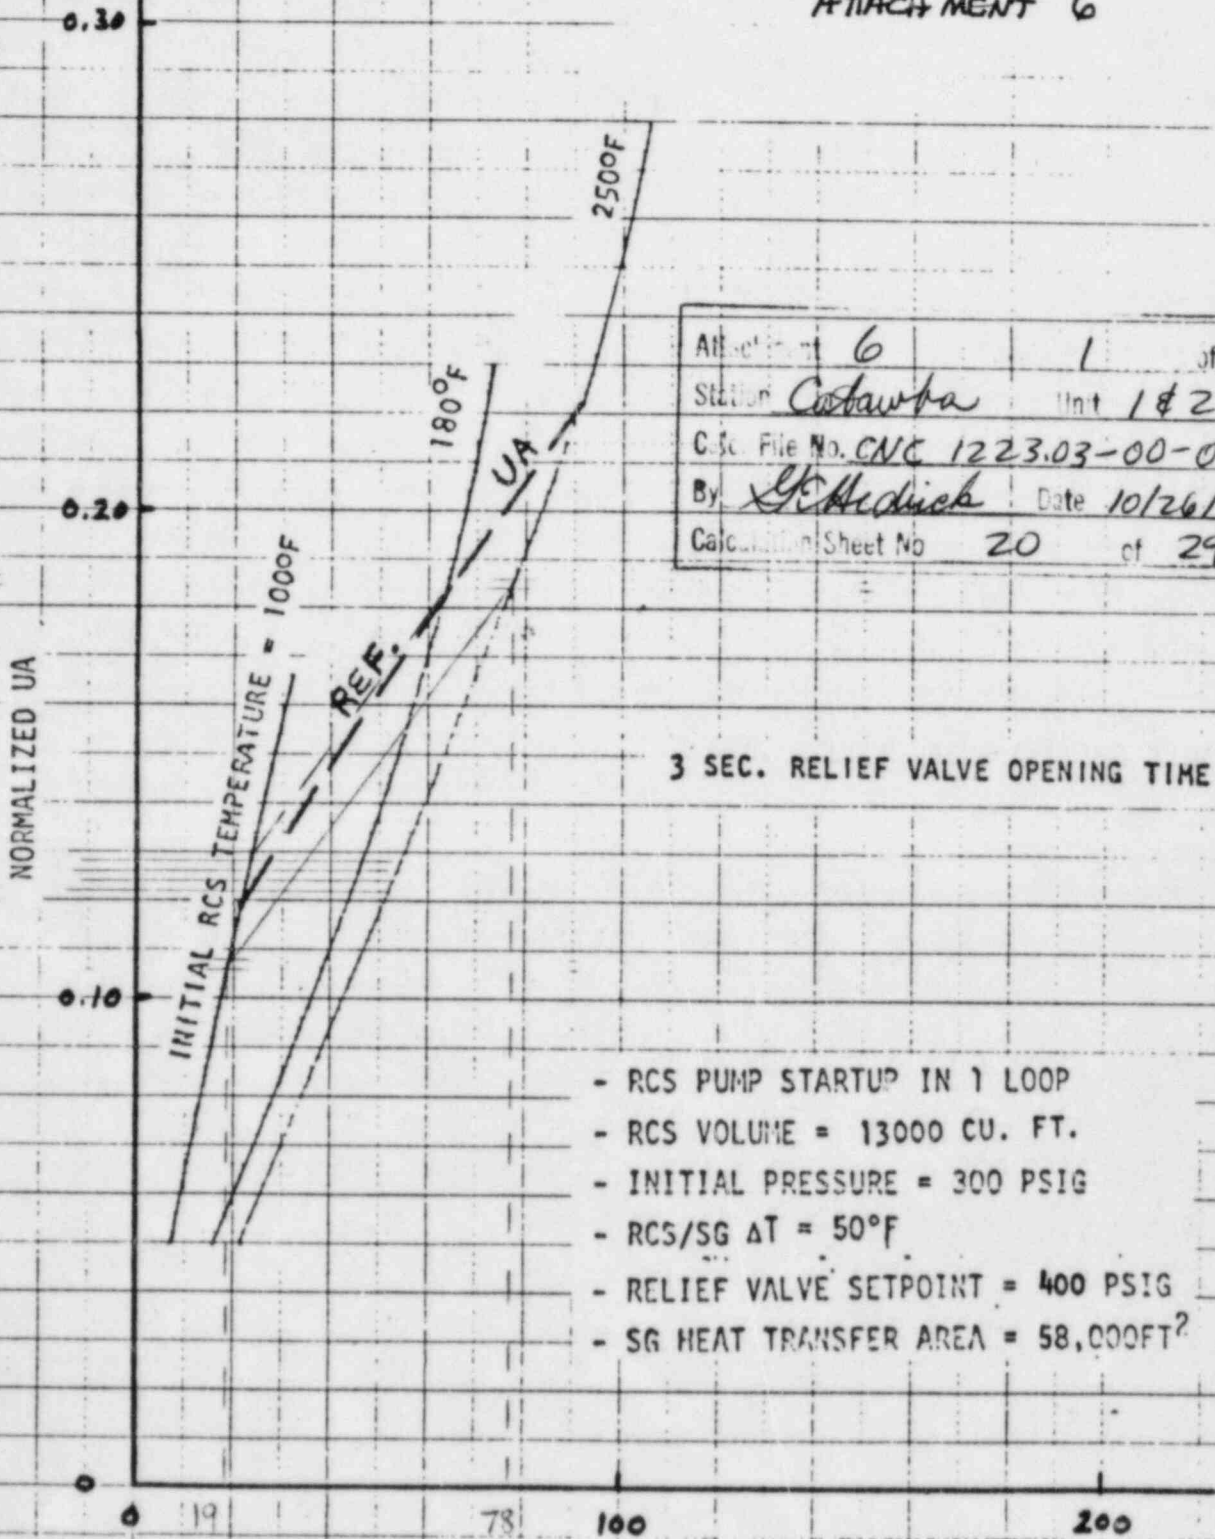 ATTACHMENT 6
0.30
250°F
Attachment 6 1 of
Station Catawba Unit 1 & 2
Calc. File No. CNC 1223.03-00-0
By Date 10/26/
Calculation Sheet No 20 of 29
180°F
UA
0.20
INITIAL RCS TEMPERATURE = 100°F
REF.
NORMALIZED UA
3 SEC. RELIEF VALVE OPENING TIME
0.10
- RCS PUMP STARTUP IN 1 LOOP
- RCS VOLUME = 13000 CU. FT.
- INITIAL PRESSURE = 300 PSIG
- RCS/SG ΔT = 50°F
- RELIEF VALVE SETPOINT = 400 PSIG
- SG HEAT TRANSFER AREA = 58,000FT²
0
0 19 78 100 200